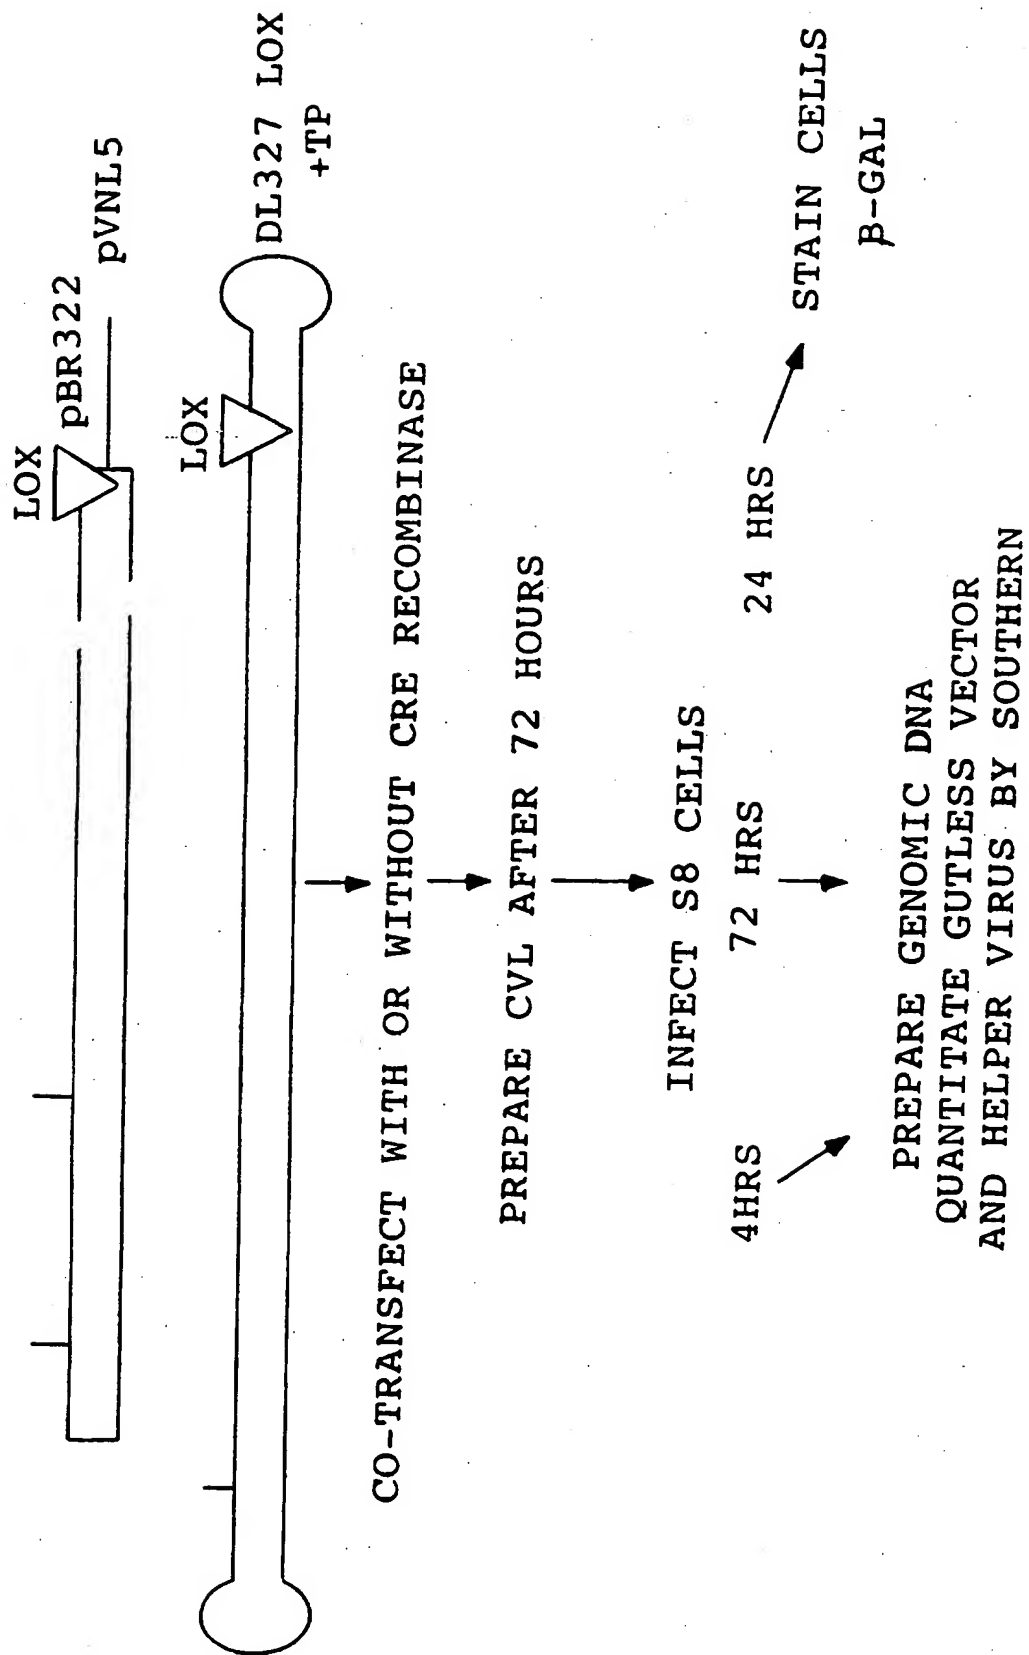 LOX
pBR322
pVNL5
LOX
DL327 LOX
+TP
CO-TRANSFECT WITH OR WITHOUT CRE RECOMBINASE
PREPARE CVL AFTER 72 HOURS
INFECT S8 CELLS
4HRS
72 HRS
24 HRS
STAIN CELLS
β-GAL
PREPARE GENOMIC DNA
QUANTITATE GUTLESS VECTOR
AND HELPER VIRUS BY SOUTHERN